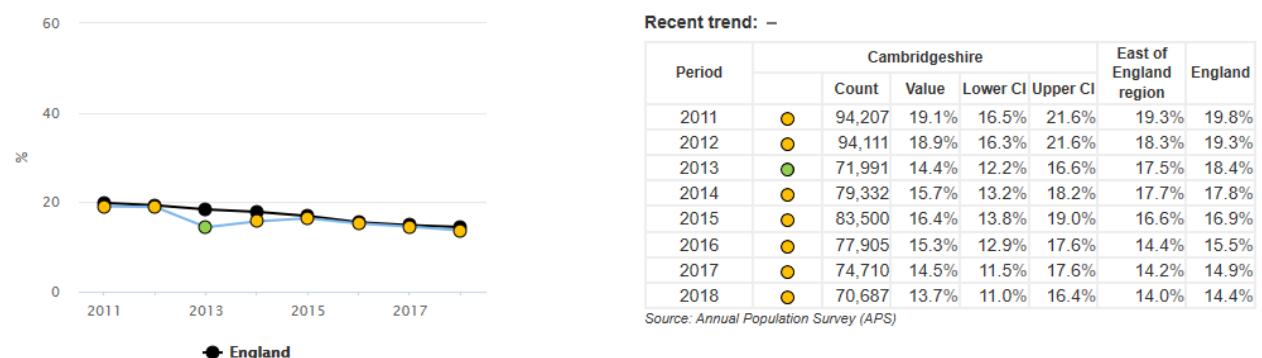 60
40
%
20
0
2011 2013 2015 2017
England
Recent trend: –
Period Cambridgeshire East of England region England
Count Value Lower CI Upper CI
2011 94,207 19.1% 16.5% 21.6% 19.3% 19.8%
2012 94,111 18.9% 16.3% 21.6% 18.3% 19.3%
2013 71,991 14.4% 12.2% 16.6% 17.5% 18.4%
2014 79,332 15.7% 13.2% 18.2% 17.7% 17.8%
2015 83,500 16.4% 13.8% 19.0% 16.6% 16.9%
2016 77,905 15.3% 12.9% 17.6% 14.4% 15.5%
2017 74,710 14.5% 11.5% 17.6% 14.2% 14.9%
2018 70,687 13.7% 11.0% 16.4% 14.0% 14.4%
Source: Annual Population Survey (APS)